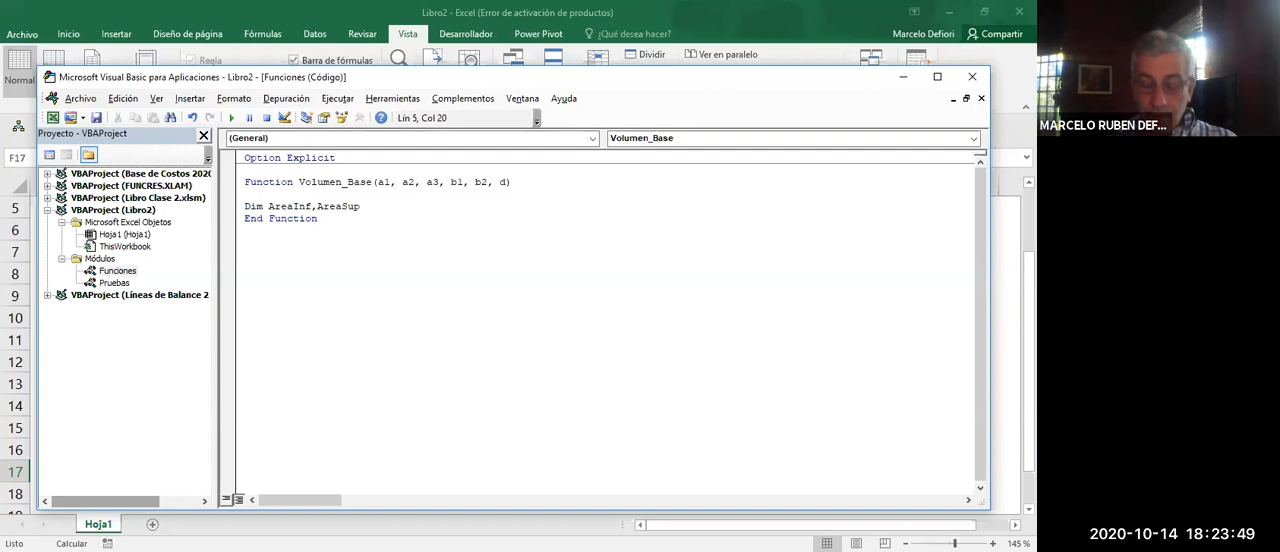 Libro2 - Excel (Error de activación de productos)
Archivo Inicio Insertar Diseño de página Fórmulas Datos Revisar Vista Desarrollador Power Pivot ¿Qué desea hacer? Marcelo Defiori Compartir
Normal Regla Barra de fórmulas Dividir Ver en paralelo
Microsoft Visual Basic para Aplicaciones - Libro2 - [Funciones (Código)]
Archivo Edición Ver Insertar Formato Depuración Ejecutar Herramientas Complementos Ventana Ayuda
Lín 5, Col 20
Proyecto - VBAProject
(General) Volumen_Base
VBAProject (Base de Costos 2020
VBAProject (FUNCRES.XLAM)
VBAProject (Libro Clase 2.xlsm)
VBAProject (Libro2)
Microsoft Excel Objetos
Hoja1 (Hoja1)
ThisWorkbook
Módulos
Funciones
Pruebas
VBAProject (Líneas de Balance 2
Option Explicit
Function Volumen_Base(a1, a2, a3, b1, b2, d)
Dim AreaInf,AreaSup
End Function
F17
5
6
7
8
9
10
11
12
13
14
15
16
17
18
Hoja1
Listo Calcular 145 %
MARCELO RUBEN DEF...
2020-10-14 18:23:49